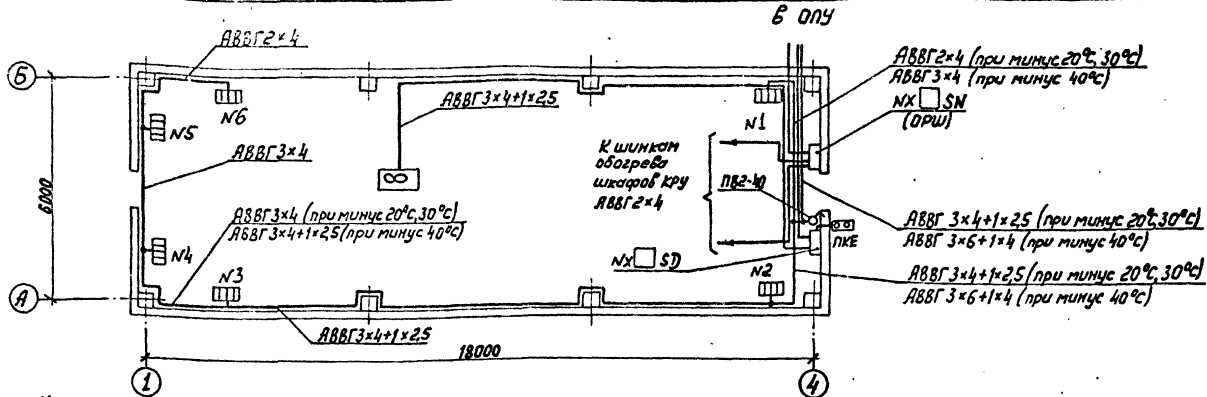 в ОПУ
АВВГ2×4
АВВГ2×4 (при минус 20°С, 30°С)
АВВГ3×4 (при минус 40°С)
Б
N6
АВВГ3×4+1×2,5
N1
NX SN
(ОРШ)
N5
К шинкам
обогрева
шкафов КРУ
АВВГ2×4
АВВГ3×4
ПВ2-40
6000
АВВГ3×4 (при минус 20°С, 30°С)
АВВГ3×4+1×2,5 (при минус 40°С)
АВВГ 3×4+1×2,5 (при минус 20°С, 30°С)
АВВГ 3×6+1×4 (при минус 40°С)
ПКЕ
N4
NX SD
N3
N2
АВВГ 3×4+1×2,5 (при минус 20°С, 30°С)
АВВГ 3×6+1×4 (при минус 40°С)
А
АВВГ3×4+1×2,5
18000
1
4